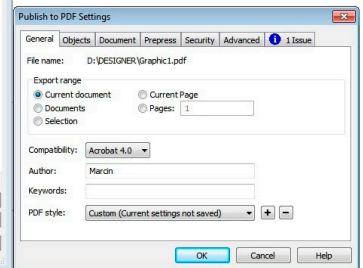 Publish to PDF Settings
General Objects Document Prepress Security Advanced 1 Issue
File name: D:\DESIGNER\Graphic1.pdf
Export range
Current document Current Page
Documents Pages: 1
Selection
Compatibility: Acrobat 4.0
Author: Marcin
Keywords:
PDF style: Custom (Current settings not saved)
OK Cancel Help